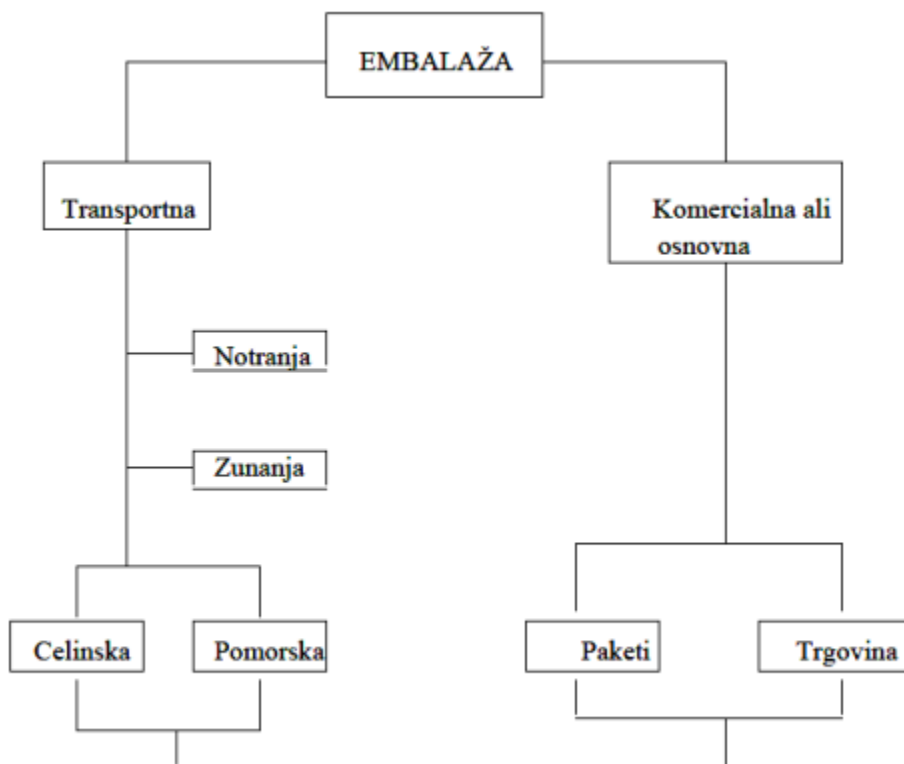 EMBALAŽA
Transportna
Komercialna ali
osnovna
Notranja
Zunanja
Celinska
Pomorska
Paketi
Trgovina